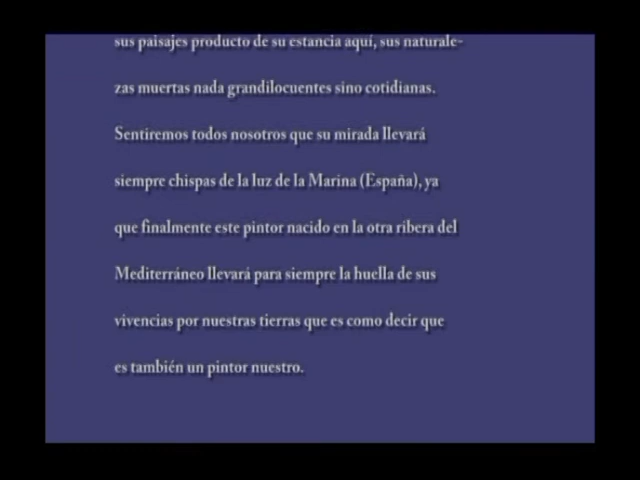 sus paisajes producto de su estancia aquí, sus naturale-
zas muertas nada grandilocuentes sino cotidianas.
Sentiremos todos nosotros que su mirada llevará
siempre chispas de la luz de la Marina (España), ya
que finalmente este pintor nacido en la otra ribera del
Mediterráneo llevará para siempre la huella de sus
vivencias por nuestras tierras que es como decir que
es también un pintor nuestro.